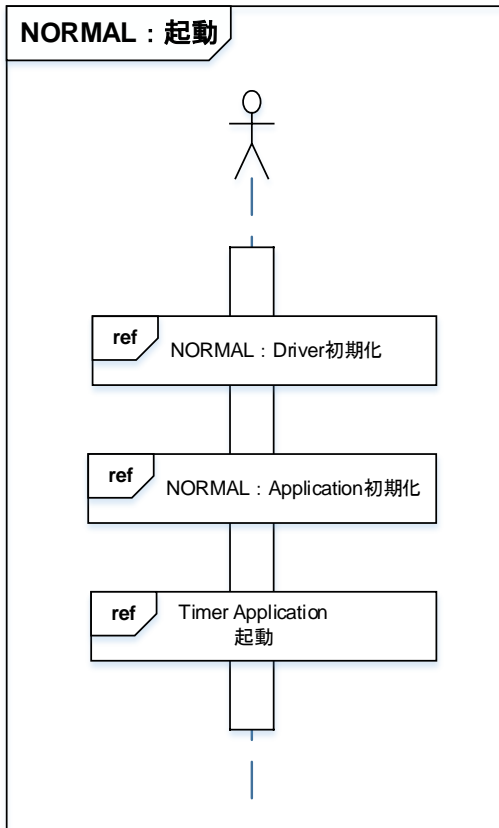 NORMAL：起動
ref
NORMAL：Driver初期化
ref
NORMAL：Application初期化
ref
Timer Application
起動